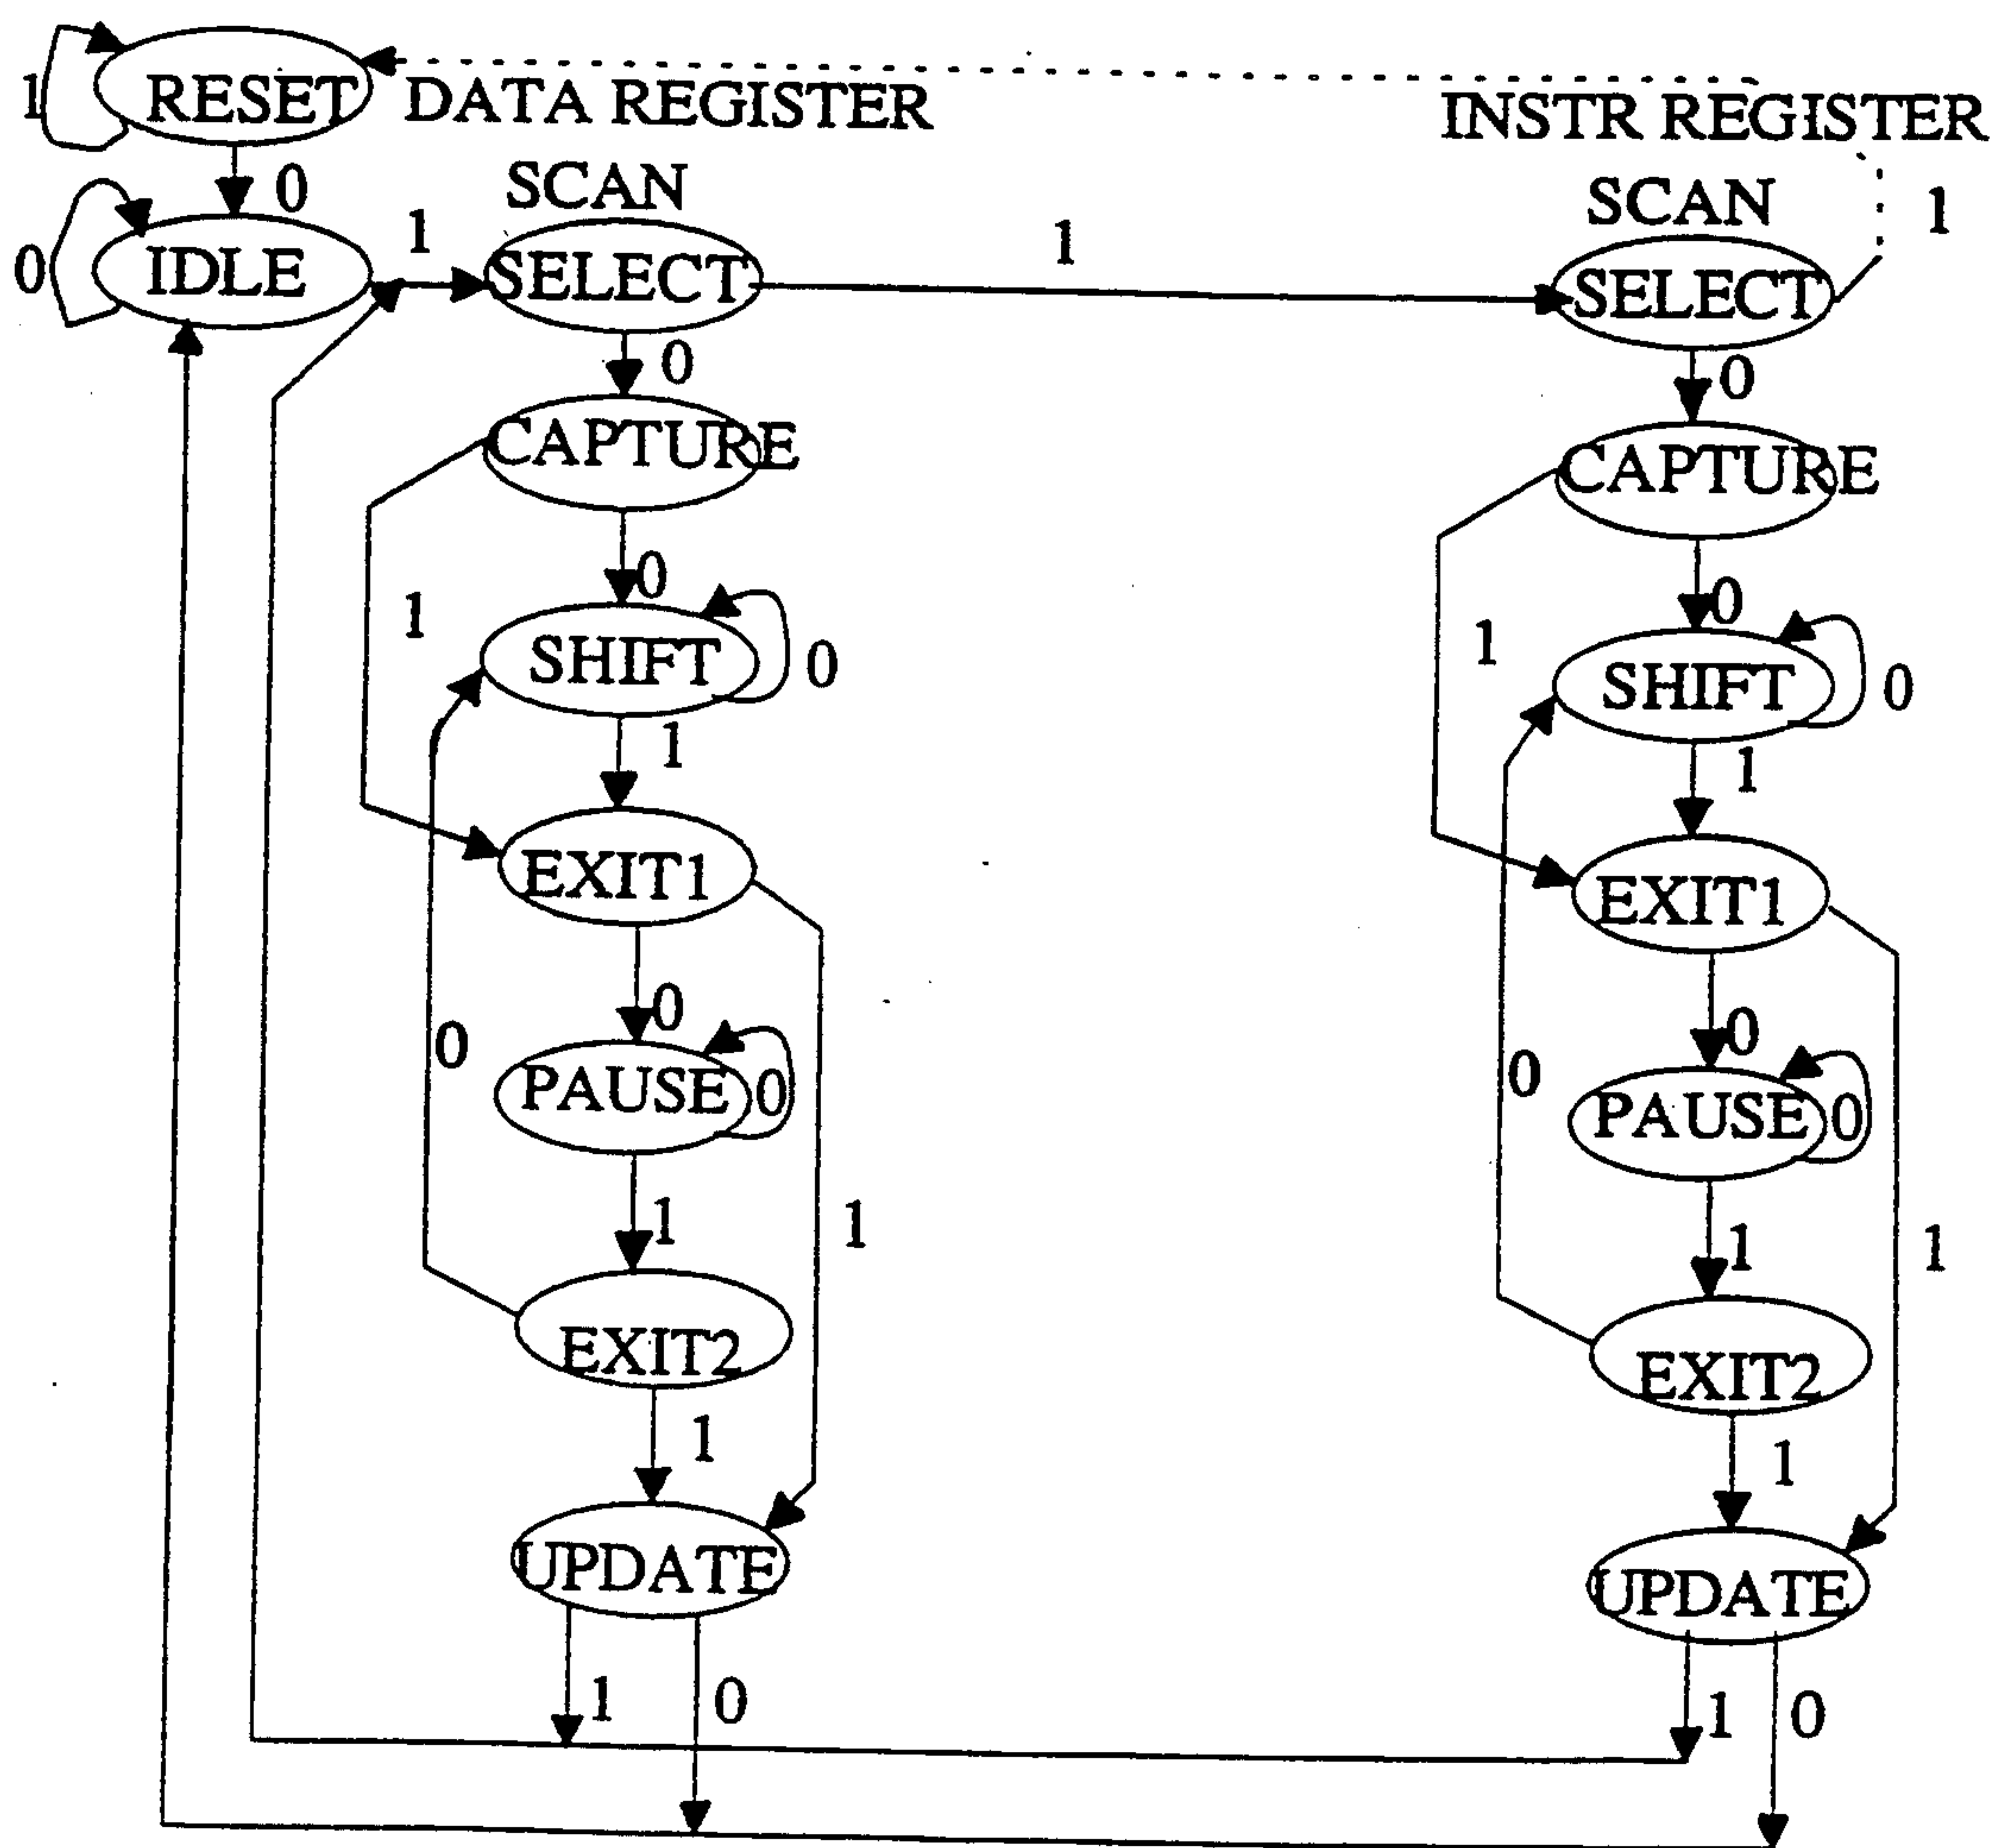 1
RESET
DATA REGISTER
INSTR REGISTER
0
SCAN
SCAN
1
0
IDLE
1
SELECT
1
SELECT
0
0
CAPTURE
CAPTURE
0
0
1
1
SHIFT
0
SHIFT
0
1
1
EXIT1
EXIT1
0
0
0
0
PAUSE
0
PAUSE
0
1
1
1
1
EXIT2
EXIT2
1
1
UPDATE
UPDATE
1
0
1
0